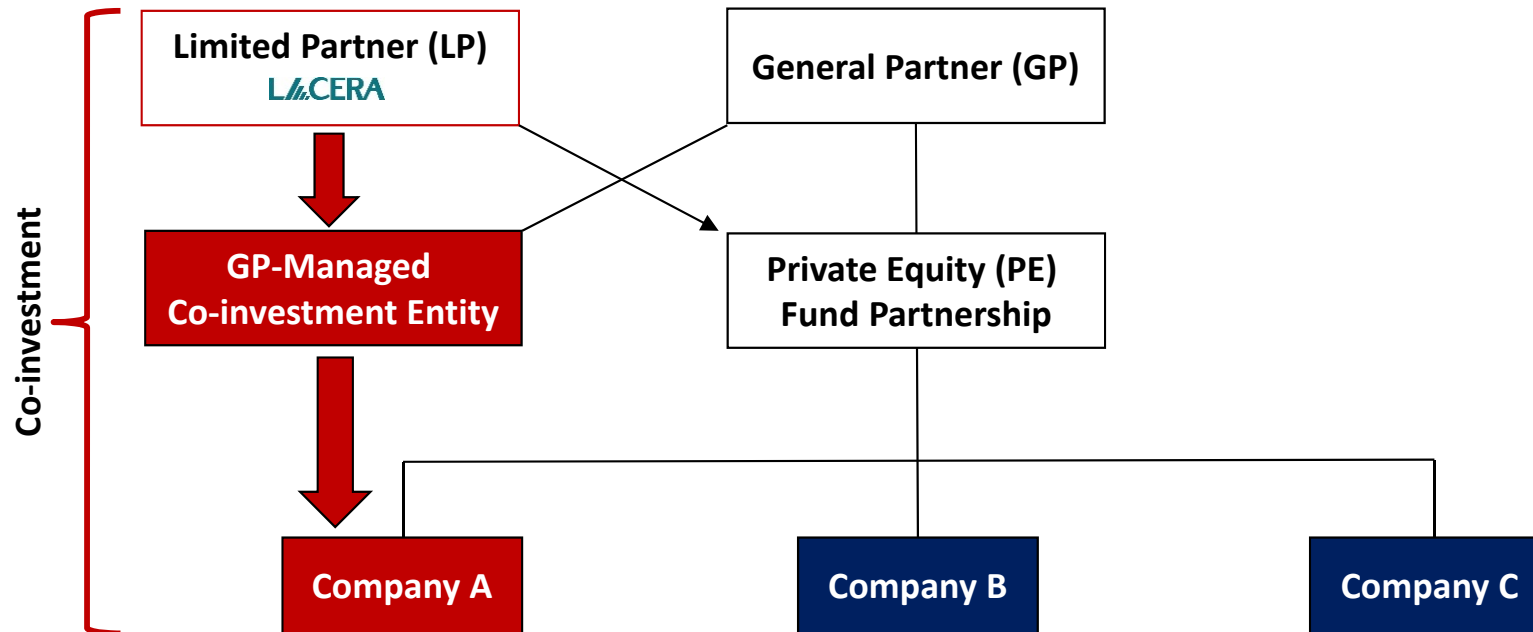 Co-investment
Limited Partner (LP)
LACERA
General Partner (GP)
GP-Managed
Co-investment Entity
Private Equity (PE)
Fund Partnership
Company A
Company B
Company C